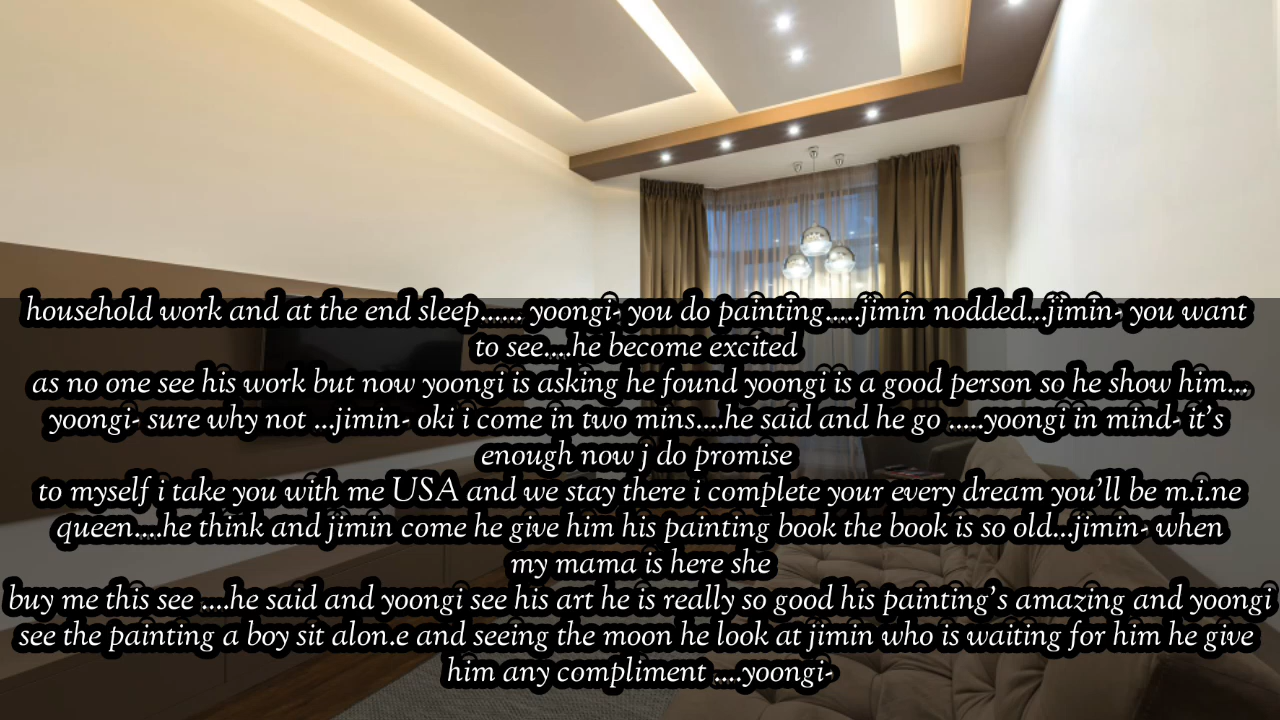 household work and at the end sleep...... yoongi- you do painting.....jimin nodded...jimin- you want
to see....he become excited
as no one see his work but now yoongi is asking he found yoongi is a good person so he show him...
yoongi- sure why not ...jimin- oki i come in two mins....he said and he go .....yoongi in mind- it's
enough now j do promise
to myself i take you with me USA and we stay there i complete your every dream you'll be m.i.ne
queen....he think and jimin come he give him his painting book the book is so old...jimin- when
my mama is here she
buy me this see ....he said and yoongi see his art he is really so good his painting's amazing and yoongi
see the painting a boy sit alon.e and seeing the moon he look at jimin who is waiting for him he give
him any compliment ....yoongi-